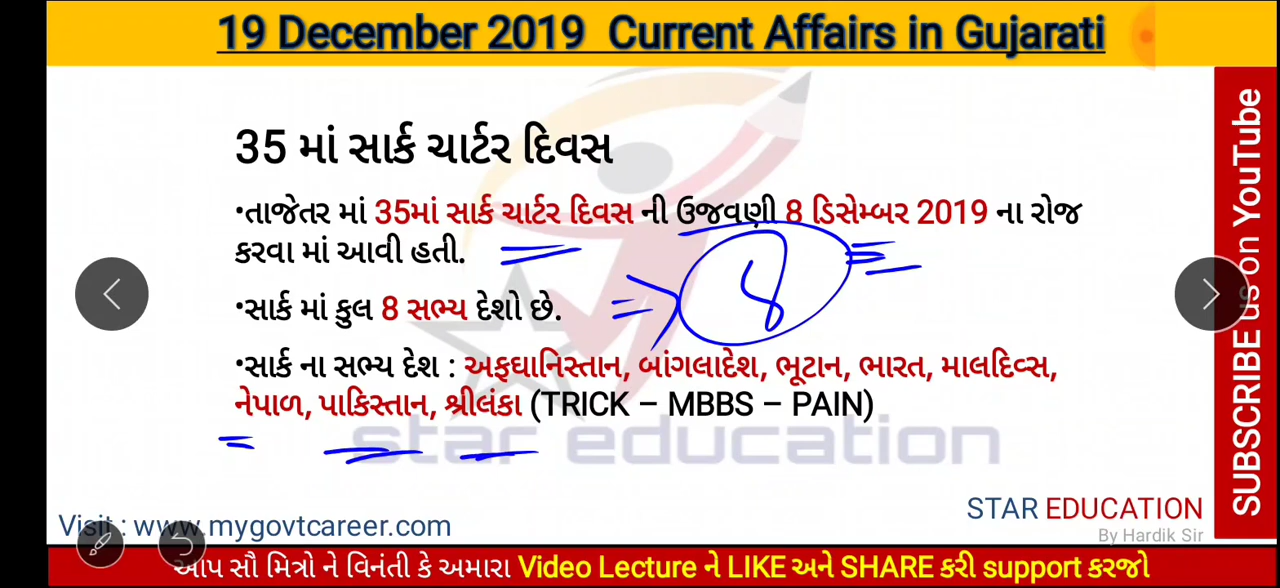 19 December 2019 Current Affairs in Gujarati
35 માં સાર્ક ચાર્ટર દિવસ
•તાજેતર માં 35માં સાર્ક ચાર્ટર દિવસ ની ઉજવણી 8 ડિસેમ્બર 2019 ના રોજ
કરવા માં આવી હતી.
8
•સાર્ક માં કુલ 8 સભ્ય દેશો છે.
•સાર્ક ના સભ્ય દેશ : અફઘાનિસ્તાન, બાંગલાદેશ, ભૂટાન, ભારત, માલદિવ્સ,
નેપાળ, પાકિસ્તાન, શ્રીલંકા (TRICK – MBBS – PAIN)
star education
STAR EDUCATION
By Hardik Sir
Visit : www.mygovtcareer.com
આપ સૌ મિત્રો ને વિનંતી કે અમારા Video Lecture ને LIKE અને SHARE કરી support કરજો
SUBSCRIBE us on YouTube